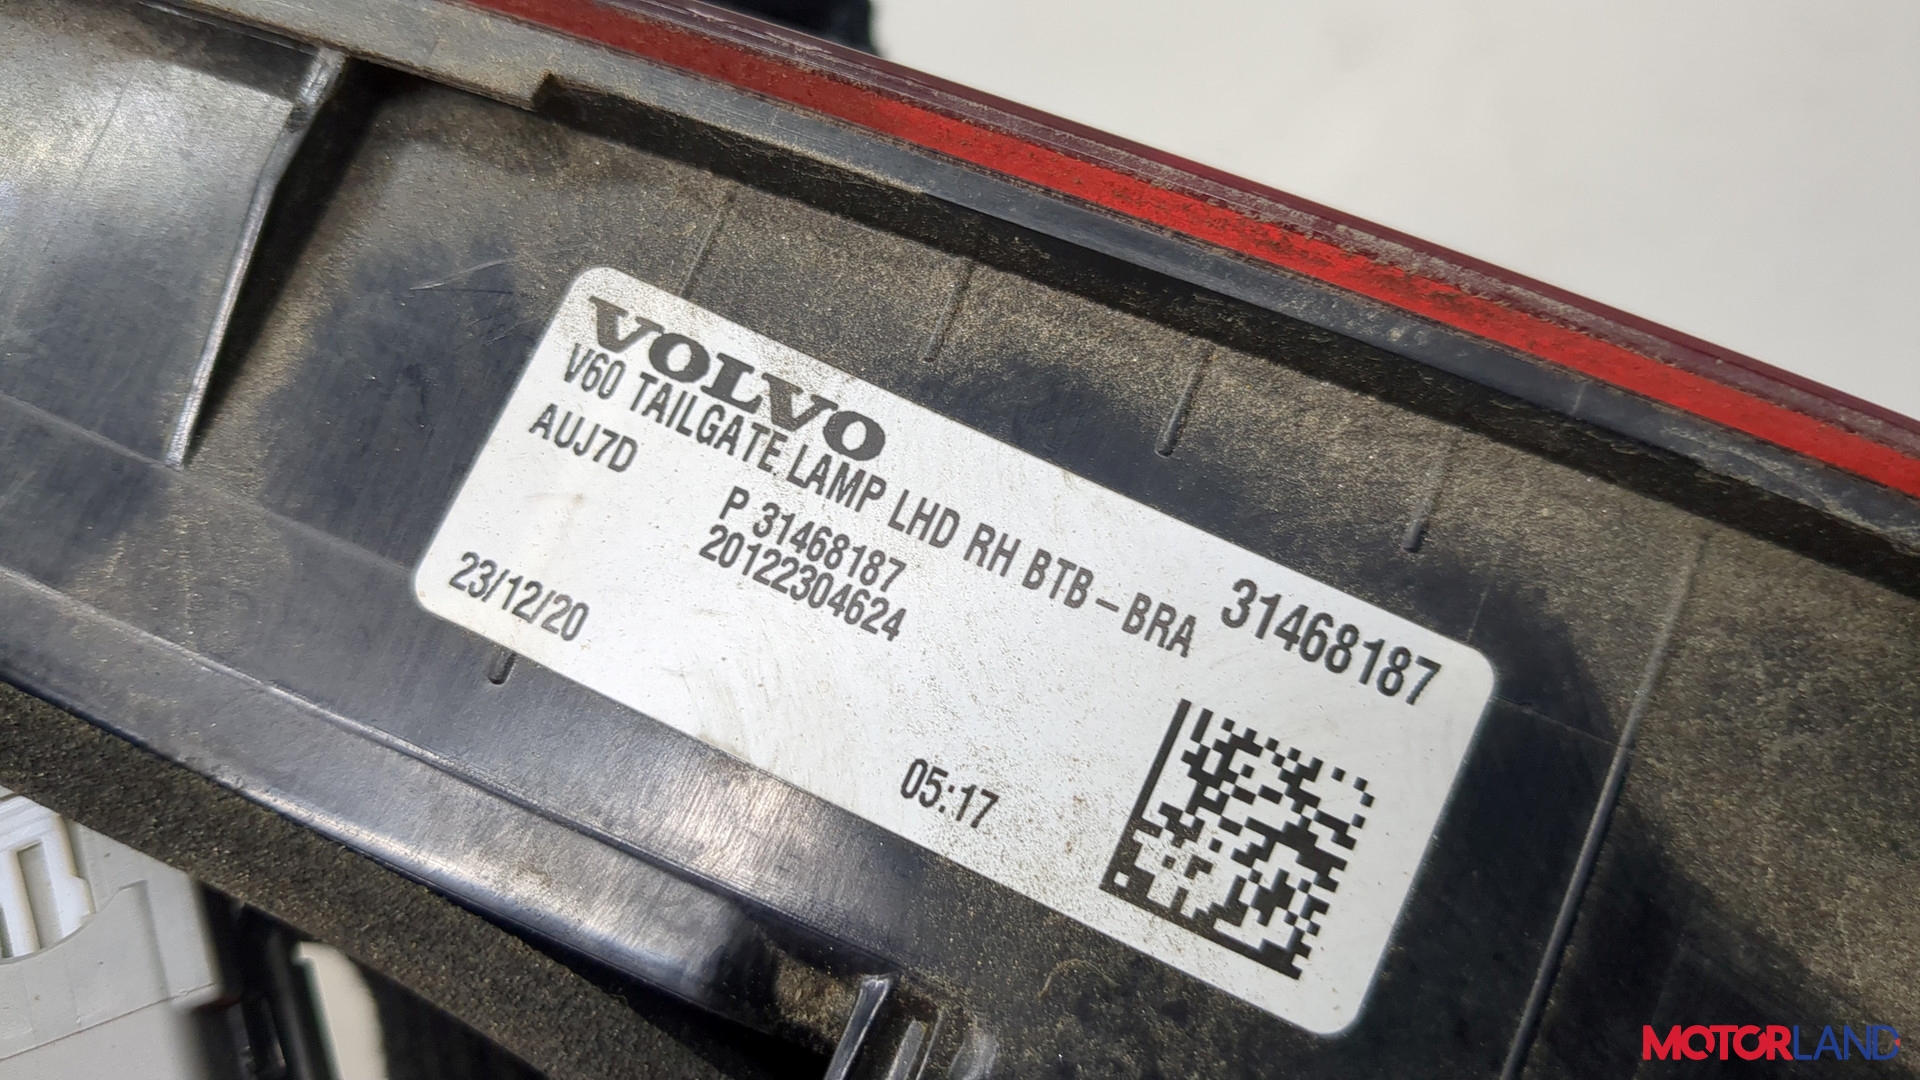 VOLVO
V60 TAILGATE LAMP LHD RH BTB-BRA 31468187
AUJ7D
P 31468187
20122304624
23/12/20
05:17
MOTORLAND